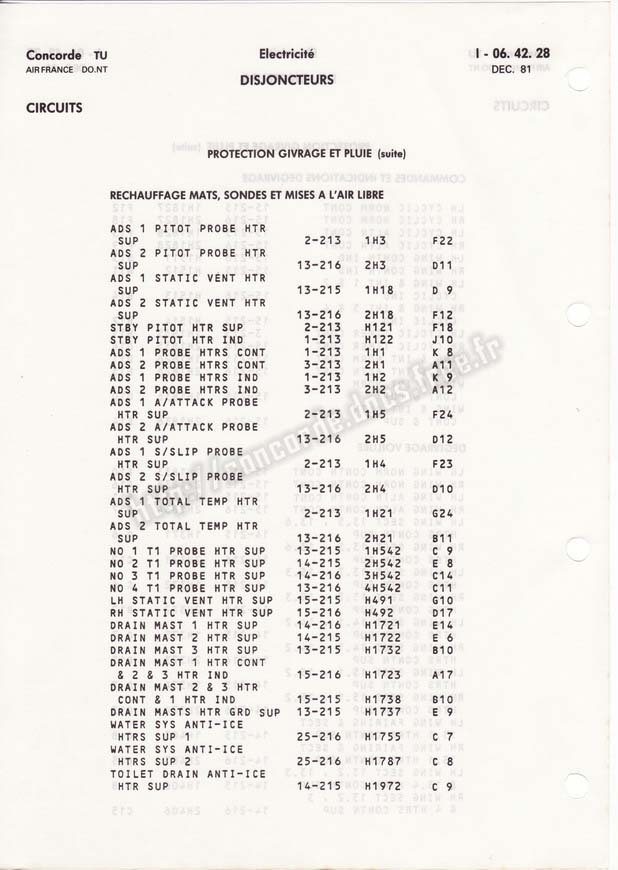 Concorde TU Electricité I - 06. 42. 28
AIR FRANCE DO.NT DISJONCTEURS DEC. 81
CIRCUITS
PROTECTION GIVRAGE ET PLUIE (suite)
RECHAUFFAGE MATS, SONDES ET MISES A L'AIR LIBRE
ADS 1 PITOT PROBE HTR
SUP 2-213 1H3 F22
ADS 2 PITOT PROBE HTR
SUP 13-216 2H3 D11
ADS 1 STATIC VENT HTR
SUP 13-215 1H18 D 9
ADS 2 STATIC VENT HTR
SUP 13-216 2H18 F12
STBY PITOT HTR SUP 2-213 H121 F18
STBY PITOT HTR IND 1-213 H122 J10
ADS 1 PROBE HTRS CONT 1-213 1H1 K 8
ADS 2 PROBE HTRS CONT 3-213 2H1 A11
ADS 1 PROBE HTRS IND 1-213 1H2 K 9
ADS 2 PROBE HTRS IND 3-213 2H2 A12
ADS 1 A/ATTACK PROBE
HTR SUP 2-213 1H5 F24
ADS 2 A/ATTACK PROBE
HTR SUP 13-216 2H5 D12
ADS 1 S/SLIP PROBE
HTR SUP 2-213 1H4 F23
ADS 2 S/SLIP PROBE
HTR SUP 13-216 2H4 D10
ADS 1 TOTAL TEMP HTR
SUP 2-213 1H21 G24
ADS 2 TOTAL TEMP HTR
SUP 13-216 2H21 B11
NO 1 T1 PROBE HTR SUP 13-215 1H542 C 9
NO 2 T1 PROBE HTR SUP 14-215 2H542 E 8
NO 3 T1 PROBE HTR SUP 14-216 3H542 C14
NO 4 T1 PROBE HTR SUP 13-216 4H542 C11
LH STATIC VENT HTR SUP 15-215 H491 G10
RH STATIC VENT HTR SUP 15-216 H492 D17
DRAIN MAST 1 HTR SUP 14-216 H1721 E14
DRAIN MAST 2 HTR SUP 14-215 H1722 E 6
DRAIN MAST 3 HTR SUP 13-215 H1732 B10
DRAIN MAST 1 HTR CONT
& 2 & 3 HTR IND 15-216 H1723 A17
DRAIN MAST 2 & 3 HTR
CONT & 1 HTR IND 15-215 H1738 B10
DRAIN MASTS HTR GRD SUP 13-215 H1737 E 9
WATER SYS ANTI-ICE
HTRS SUP 1 25-216 H1755 C 7
WATER SYS ANTI-ICE
HTRS SUP 2 25-216 H1787 C 8
TOILET DRAIN ANTI-ICE
HTR SUP 14-215 H1972 C 9